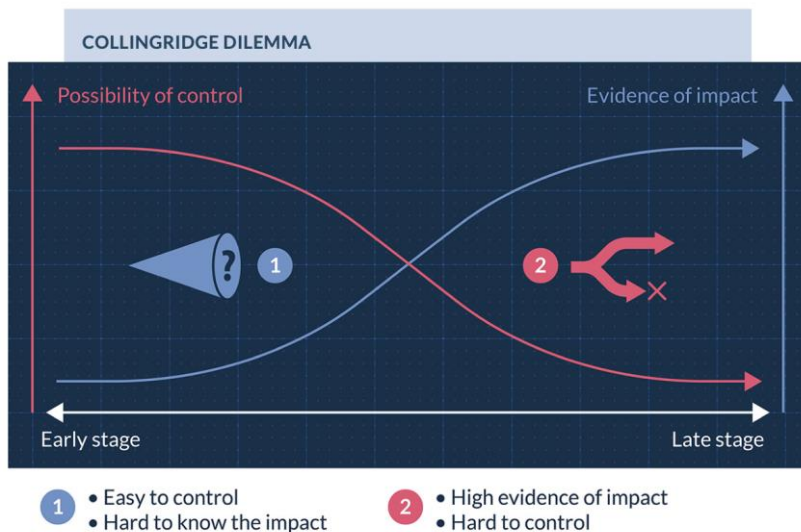 COLLINGRIDGE DILEMMA
Possibility of control
Evidence of impact
?
1
2
Early stage
Late stage
1
• Easy to control
• Hard to know the impact
2
• High evidence of impact
• Hard to control